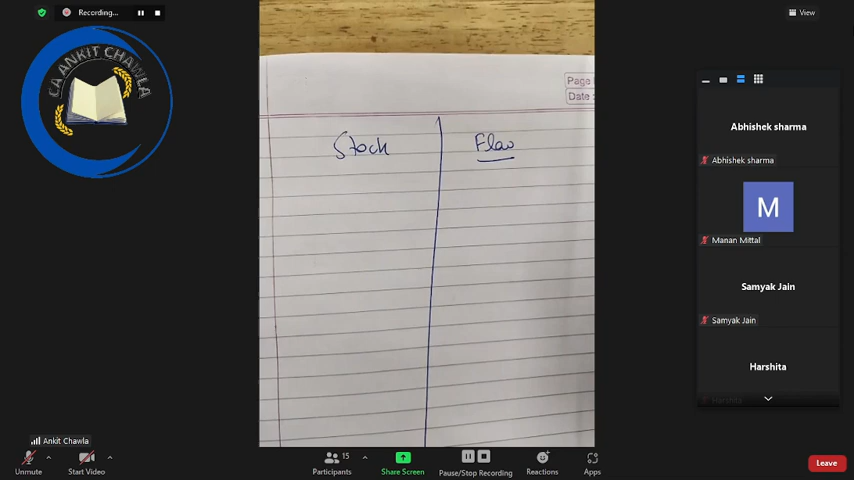 Recording...
View
CA ANKIT CHAWLA
Page
Date :
Stock
Flow
Abhishek sharma
Abhishek sharma
M
Manan Mittal
Samyak Jain
Samyak Jain
Harshita
Harshita
Ankit Chawla
Unmute
Start Video
15
Participants
Share Screen
Pause/Stop Recording
Reactions
Apps
Leave